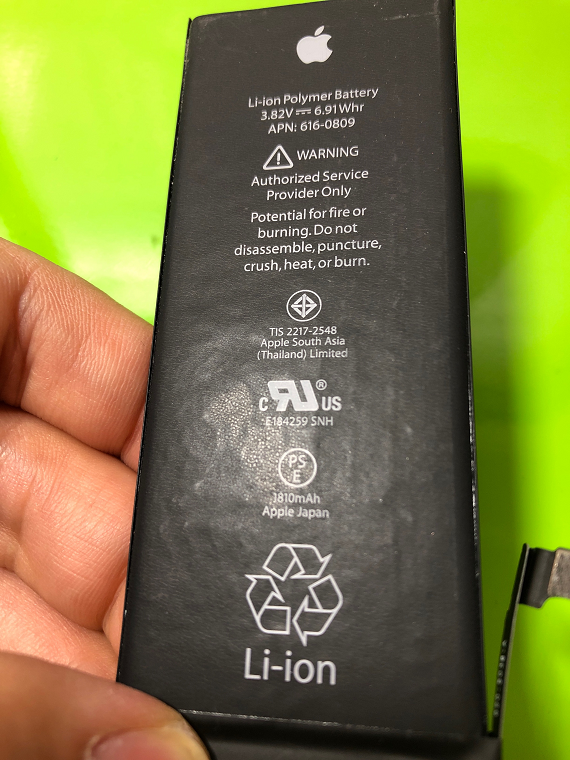 Li-ion Polymer Battery
3.82V ⎓ 6.91Whr
APN: 616-0809
WARNING
Authorized Service
Provider Only
Potential for fire or
burning. Do not
disassemble, puncture,
crush, heat, or burn.
TIS 2217-2548
Apple South Asia
(Thailand) Limited
c RU® US
E184259 SNH
PS
E
1810mAh
Apple Japan
Li-ion